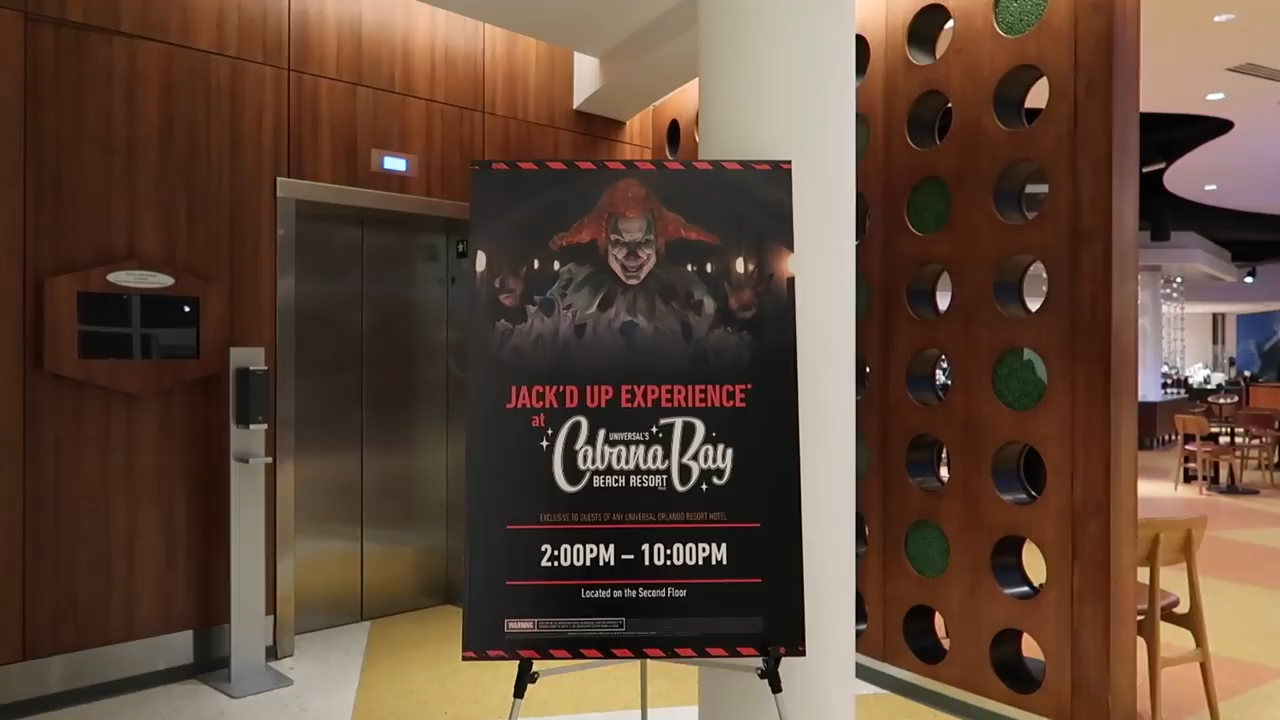 JACK'D UP EXPERIENCE*
at
UNIVERSAL'S
Cabana Bay
BEACH RESORT
EXCLUSIVE TO GUESTS OF ANY UNIVERSAL ORLANDO RESORT HOTEL
2:00PM – 10:00PM
Located on the Second Floor
WARNING